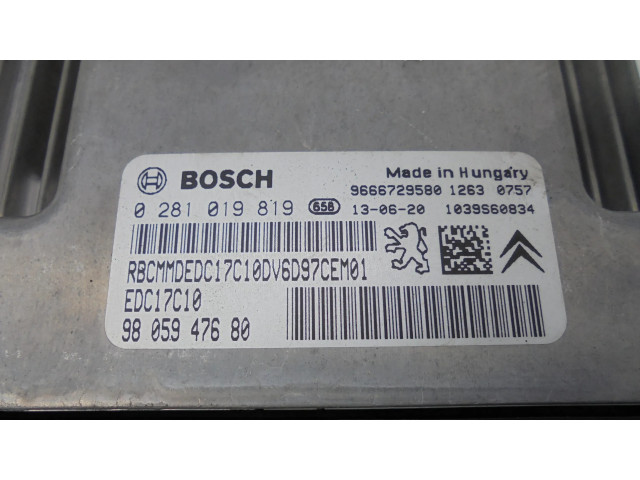 BOSCH
Made in Hungary
9666729580 1263 0757
0 281 019 819 658 13-06-20 1039S60834
RBCMMDEDC17C10DV6D97CEM01
EDC17C10
98 059 476 80